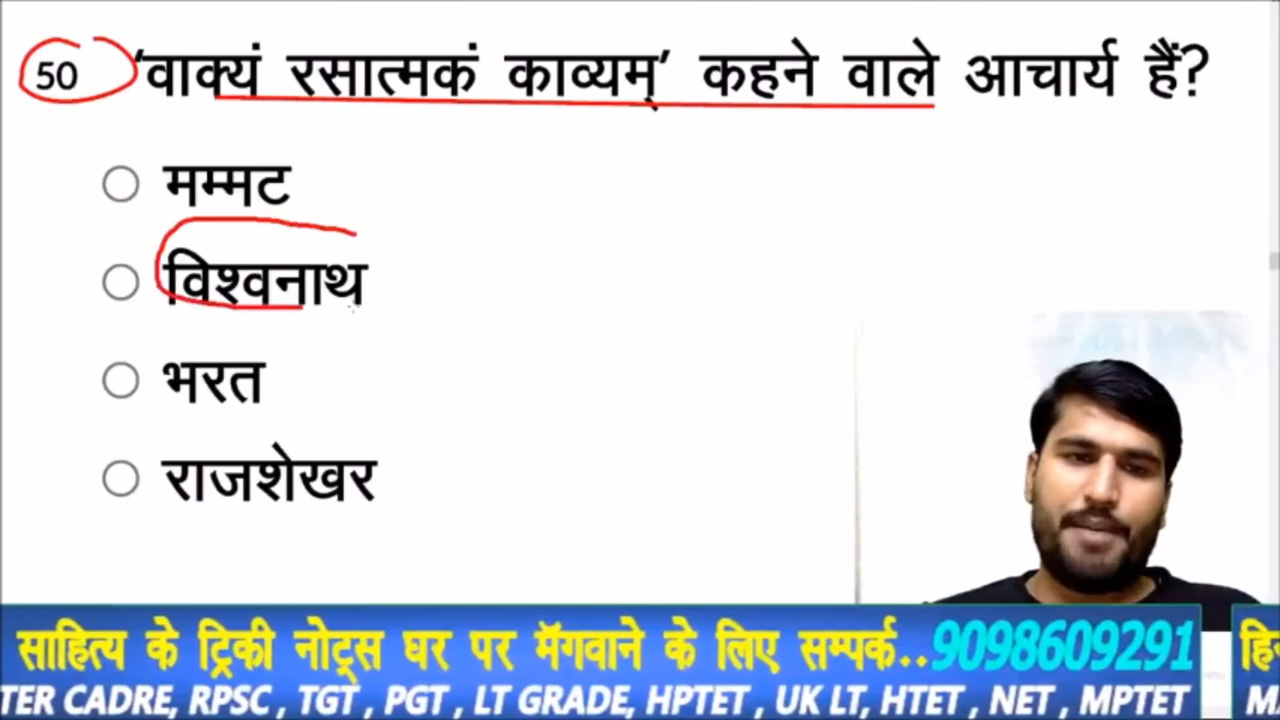 50 'वाक्यं रसात्मकं काव्यम्' कहने वाले आचार्य हैं?
मम्मट
विश्वनाथ
भरत
राजशेखर
साहित्य के ट्रिकी नोट्स घर पर मॅगवाने के लिए सम्पर्क..9098609291
TER CADRE, RPSC , TGT , PGT , LT GRADE, HPTET , UK LT, HTET , NET , MPTET